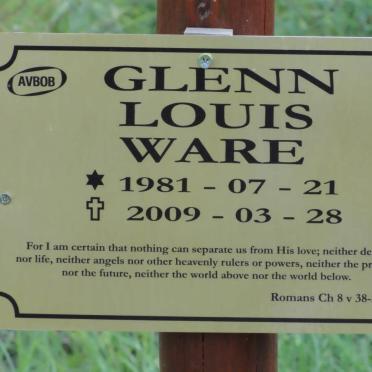 AVBOB
GLENN
LOUIS
WARE
1981 - 07 - 21
2009 - 03 - 28
For I am certain that nothing can separate us from His love; neither
nor life, neither angels nor other heavenly rulers or powers, neither the
nor the future, neither the world above nor the world below.
Romans Ch 8 v 38-